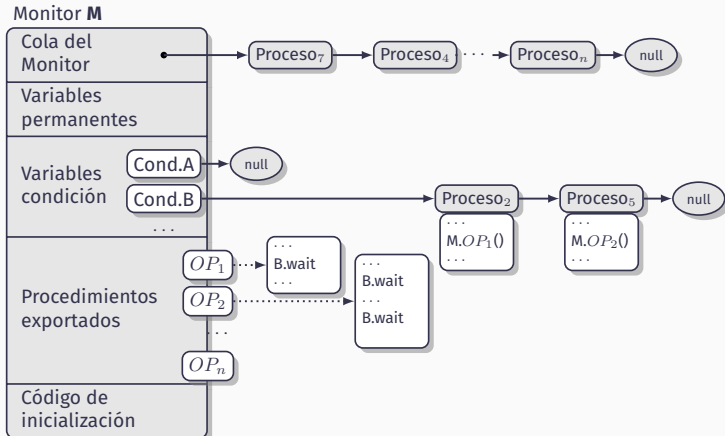 Monitor M
Cola del
Monitor
Proceso₇
Proceso₄
...
Procesoₙ
null
Variables
permanentes
Variables
condición
Cond.A
null
Cond.B
Proceso₂
Proceso₅
null
...
...
M.OP₁()
...
...
M.OP₂()
...
Procedimientos
exportados
OP₁
...
B.wait
...
OP₂
...
B.wait
...
B.wait
...
OPₙ
Código de
inicialización